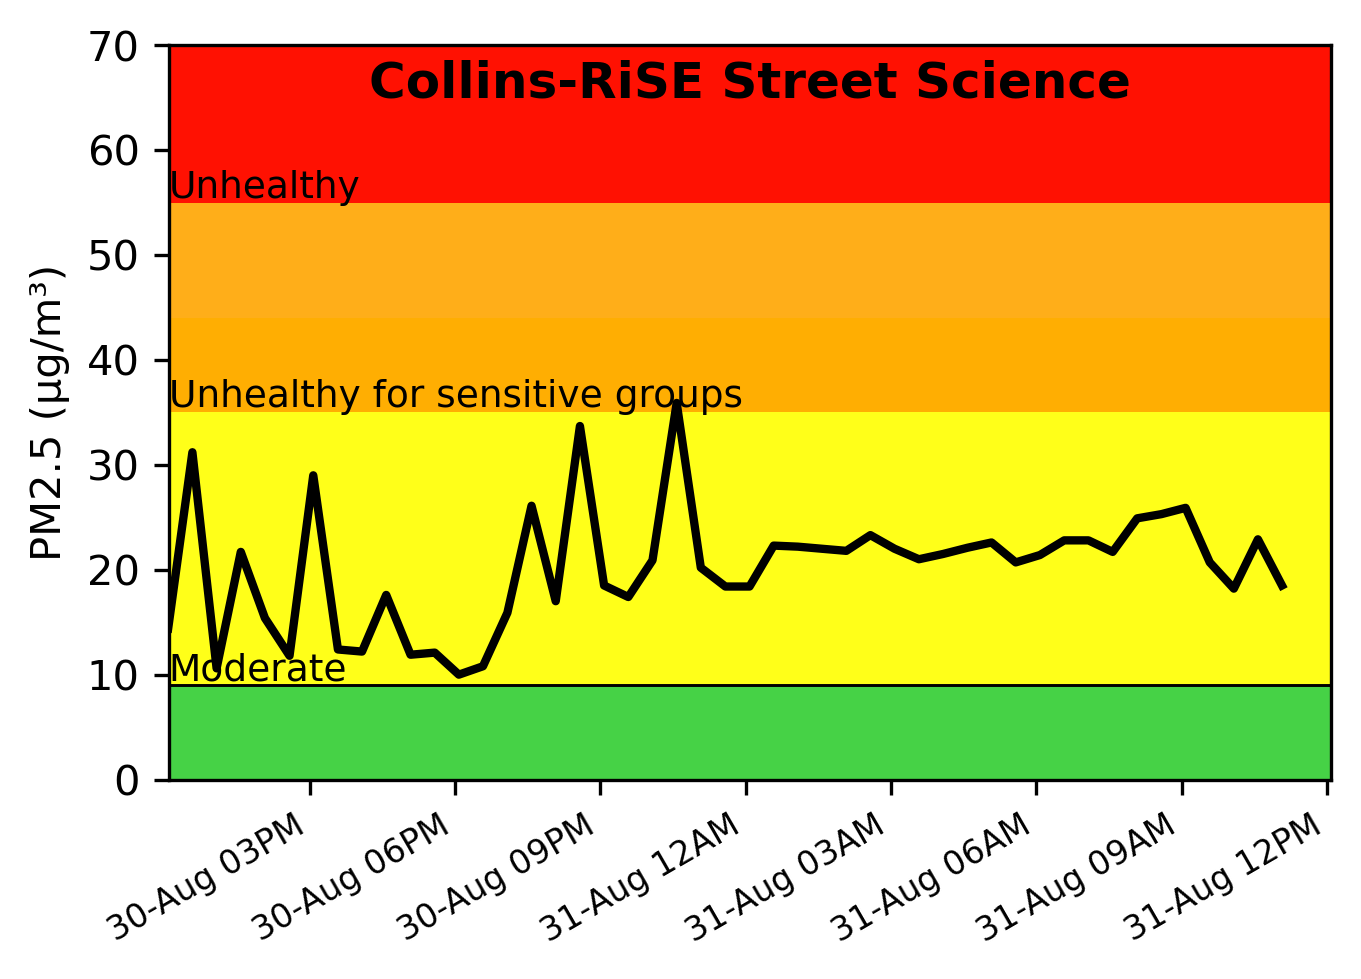 Collins-RiSE Street Science
PM2.5 (µg/m³)
70
60
50
40
30
20
10
0
Unhealthy
Unhealthy for sensitive groups
Moderate
30-Aug 03PM
30-Aug 06PM
30-Aug 09PM
31-Aug 12AM
31-Aug 03AM
31-Aug 06AM
31-Aug 09AM
31-Aug 12PM